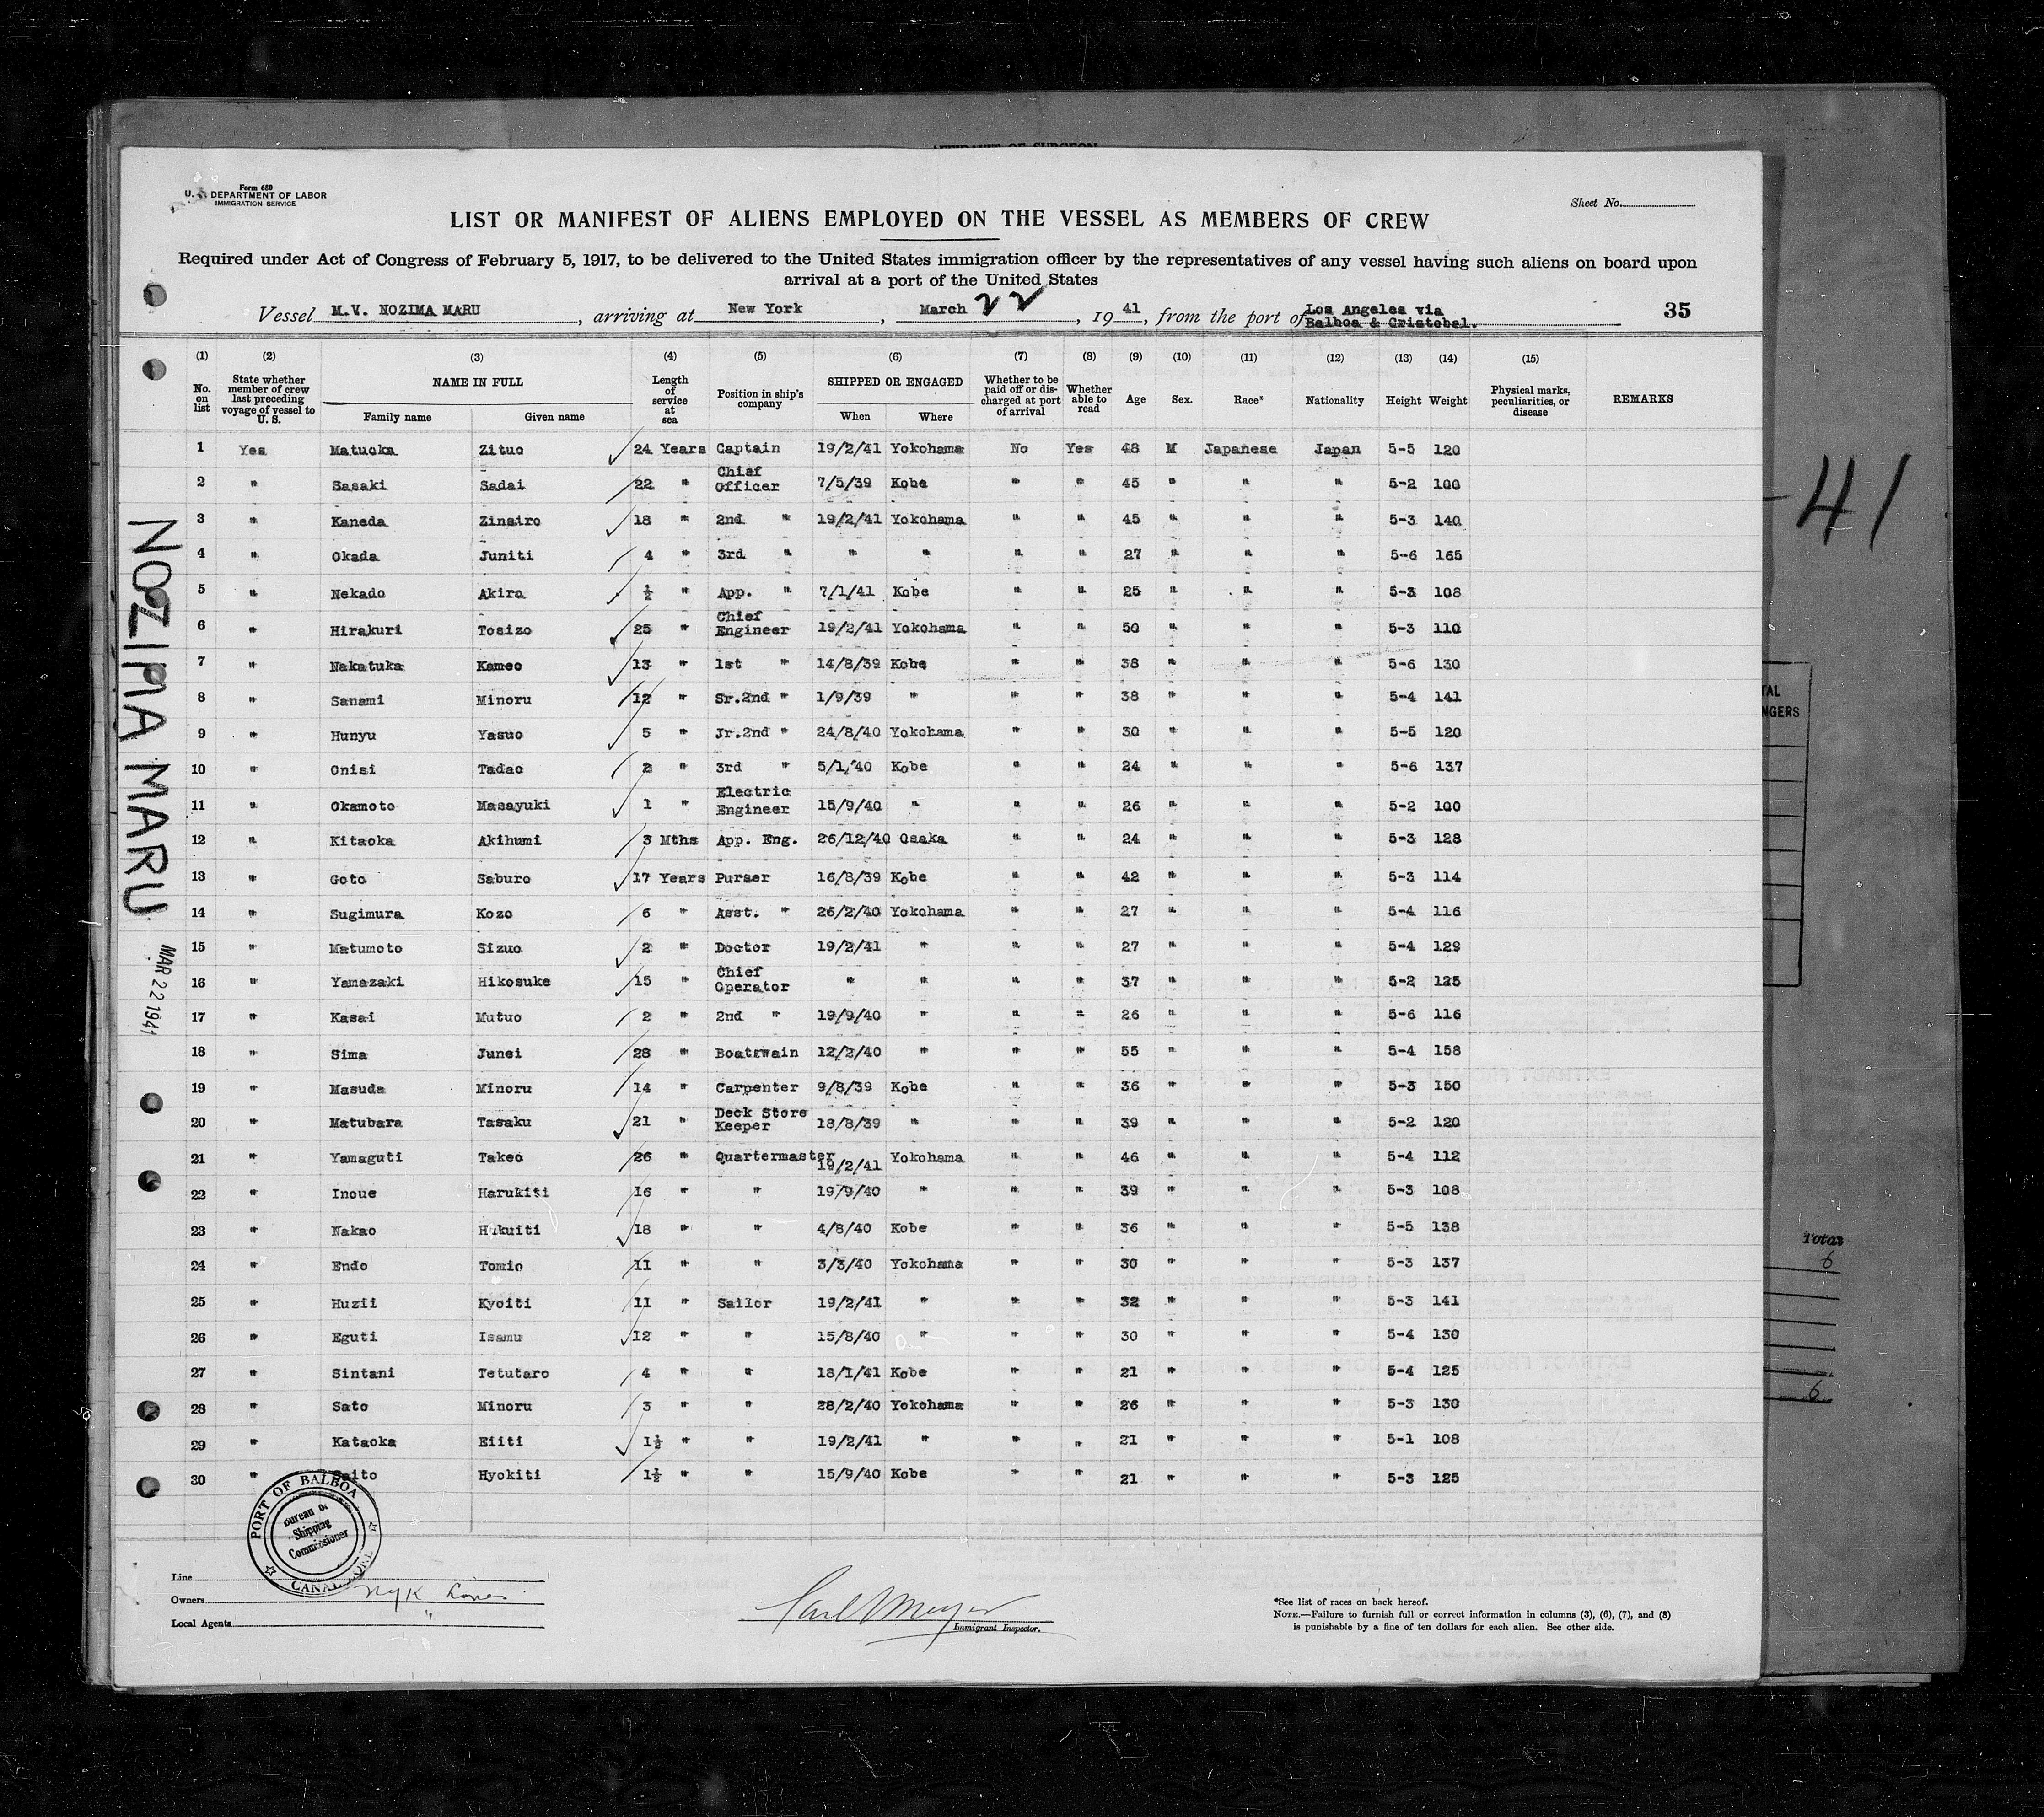 AFFIDAVIT OF SURGEON
Form 680
U. S. DEPARTMENT OF LABOR
IMMIGRATION SERVICE
Sheet No.
LIST OR MANIFEST OF ALIENS EMPLOYED ON THE VESSEL AS MEMBERS OF CREW
Required under Act of Congress of February 5, 1917, to be delivered to the United States immigration officer by the representatives of any vessel having such aliens on board upon
arrival at a port of the United States
Vessel M.V. NOZIMA MARU, arriving at New York, March 22, 1941, from the port of Los Angeles via Balboa & Cristobal. 35
(1) (2) (3) (4) (5) (6) (7) (8) (9) (10) (11) (12) (13) (14) (15)
No. on list State whether member of crew last preceding voyage of vessel to U. S. NAME IN FULL Family name Given name Length of service at sea Position in ship's company SHIPPED OR ENGAGED When Where Whether to be paid off or discharged at port of arrival Whether able to read Age Sex. Race* Nationality Height Weight Physical marks, peculiarities, or disease REMARKS
1 Yes Matuoka Zituo 24 Years Captain 19/2/41 Yokohama No Yes 48 M Japanese Japan 5-5 120
2 " Sasaki Sadai 22 " Chief Officer 7/5/39 Kobe " " 45 " " " 5-2 100
3 " Kaneda Zinsiro 18 " 2nd " 19/2/41 Yokohama " " 45 " " " 5-3 140
4 " Okada Juniti 4 " 3rd " " " " " 27 " " " 5-6 165
5 " Nekado Akira ½ " App. " 7/1/41 Kobe " " 25 " " " 5-3 108
6 " Hirakuri Tosizo 25 " Chief Engineer 19/2/41 Yokohama " " 50 " " " 5-3 110
7 " Nakatuka Kameo 13 " 1st " 14/8/39 Kobe " " 38 " " " 5-6 130
8 " Sanami Minoru 12 " Sr.2nd " 1/9/39 " " " 38 " " " 5-4 141
9 " Hunyu Yasuo 5 " Jr.2nd " 24/8/40 Yokohama " " 30 " " " 5-5 120
10 " Onisi Tadao 2 " 3rd " 5/1/40 Kobe " " 24 " " " 5-6 137
11 " Okamoto Masayuki 1 " Electric Engineer 15/9/40 " " " 26 " " " 5-2 100
12 " Kitaoka Akihumi 3 Mths App. Eng. 26/12/40 Osaka " " 24 " " " 5-3 128
13 " Goto Saburo 17 Years Purser 16/8/39 Kobe " " 42 " " " 5-3 114
14 " Sugimura Kozo 6 " Asst. " 26/2/40 Yokohama " " 27 " " " 5-4 116
15 " Matumoto Sizuo 2 " Doctor 19/2/41 " " " 27 " " " 5-4 129
16 " Yamazaki Hikosuke 15 " Chief Operator " " " " 37 " " " 5-2 125
17 " Kasai Mutuo 2 " 2nd " 19/9/40 " " " 26 " " " 5-6 116
18 " Sima Junei 28 " Boatswain 12/2/40 " " " 55 " " " 5-4 158
19 " Masuda Minoru 14 " Carpenter 9/8/39 Kobe " " 36 " " " 5-3 150
20 " Matubara Tasaku 21 " Deck Store Keeper 18/8/39 " " " 39 " " " 5-2 120
21 " Yamaguti Takeo 26 " Quartermaster 19/2/41 Yokohama " " 46 " " " 5-4 112
22 " Inoue Harukiti 16 " " 19/9/40 " " " 39 " " " 5-3 108
23 " Nakao Hukuiti 18 " " 4/8/40 Kobe " " 36 " " " 5-5 138
24 " Endo Tomio 11 " " 3/3/40 Yokohama " " 30 " " " 5-3 137
25 " Huzii Kyoiti 11 " Sailor 19/2/41 " " " 32 " " " 5-3 141
26 " Eguti Isamu 12 " " 15/8/40 " " " 30 " " " 5-4 130
27 " Sintani Tetutaro 4 " " 18/1/41 Kobe " " 21 " " " 5-4 125
28 " Sato Minoru 3 " " 28/2/40 Yokohama " " 26 " " " 5-3 130
29 " Kataoka Eiiti 1½ " " 19/2/41 " " " 21 " " " 5-1 108
30 " Saito Hyokiti 1½ " " 15/9/40 Kobe " " 21 " " " 5-3 125
NOZIMA MARU
MAR 22 1941
PORT OF BALBOA
Bureau of
Shipping
Commissioner
CANAL ZONE
Line
Owners NYK Lines
Local Agents "
Carl Meyer
Immigrant Inspector.
*See list of races on back hereof.
NOTE.—Failure to furnish full or correct information in columns (3), (6), (7), and (8)
is punishable by a fine of ten dollars for each alien. See other side.
-41
Total
6
6